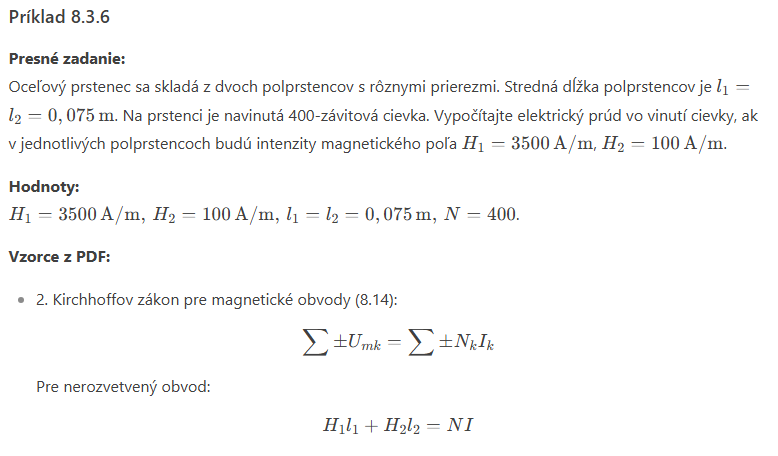 Príklad 8.3.6
Presné zadanie:
Oceľový prstenec sa skladá z dvoch polprstencov s rôznymi prierezmi. Stredná dĺžka polprstencov je l₁ =
l₂ = 0,075 m. Na prstenci je navinutá 400-závitová cievka. Vypočítajte elektrický prúd vo vinutí cievky, ak
v jednotlivých polprstencoch budú intenzity magnetického poľa H₁ = 3500 A/m, H₂ = 100 A/m.
Hodnoty:
H₁ = 3500 A/m, H₂ = 100 A/m, l₁ = l₂ = 0,075 m, N = 400.
Vzorce z PDF:
• 2. Kirchhoffov zákon pre magnetické obvody (8.14):
∑ ±Uₘₖ = ∑ ±NₖIₖ
Pre nerozvetvený obvod:
H₁l₁ + H₂l₂ = NI